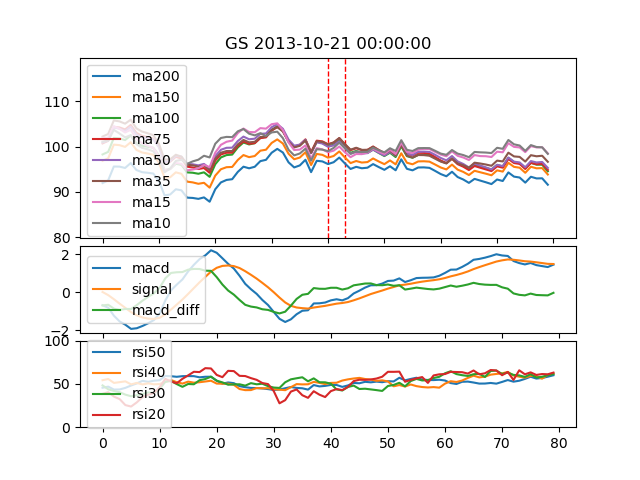 GS 2013-10-21 00:00:00
ma200
ma150
ma100
ma75
ma50
ma35
ma15
ma10
110
100
90
80
macd
signal
macd_diff
2
0
−2
rsi50
rsi40
rsi30
rsi20
100
50
0
0 10 20 30 40 50 60 70 80